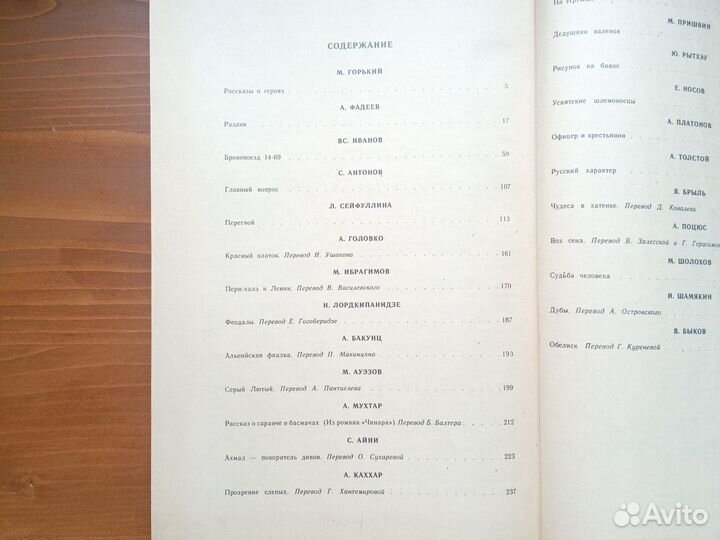 СОДЕРЖАНИЕ
М. ГОРЬКИЙ
Рассказы о героях 5
А. ФАДЕЕВ
Разлив 17
ВС. ИВАНОВ
Бронепоезд 14-69 59
С. АНТОНОВ
Главный вопрос 107
Л. СЕЙФУЛЛИНА
Перегной 113
А. ГОЛОВКО
Красный платок. Перевод Н. Ушакова 161
М. ИБРАГИМОВ
Пери-хала и Ленин. Перевод В. Василевского 170
Н. ЛОРДКИПАНИДЗЕ
Феодалы. Перевод Е. Гогоберидзе 187
А. БАКУНЦ
Альпийская фиалка. Перевод П. Макинцяна 193
М. АУЭЗОВ
Серый Лютый. Перевод А. Пантиелева 199
А. МУХТАР
Рассказ о саранче и басмачах (Из романа «Чинара»). Перевод Б. Балтера 212
С. АЙНИ
Ахмад — покоритель дивов. Перевод О. Сухаревой 223
А. КАХХАР
Прозрение слепых. Перевод Г. Хантемировой 237
На
М. ПРИШВИН
Дедушкин валенок
Ю. РЫТХЭУ
Рисунок на бивне
Е. НОСОВ
Усвятские шлемоносцы
А. ПЛАТОНОВ
Офицер и крестьянин
А. ТОЛСТОЙ
Русский характер
Я. БРЫЛЬ
Чудеса в хатенке. Перевод Д. Ковалева
А. ПОЦЮС
Воз сена. Перевод Б. Залесской и Г. Герасимов
М. ШОЛОХОВ
Судьба человека
И. ШАМЯКИН
Дубы. Перевод А. Островского
В. БЫКОВ
Обелиск Перевод Г. Куреневой
Avito